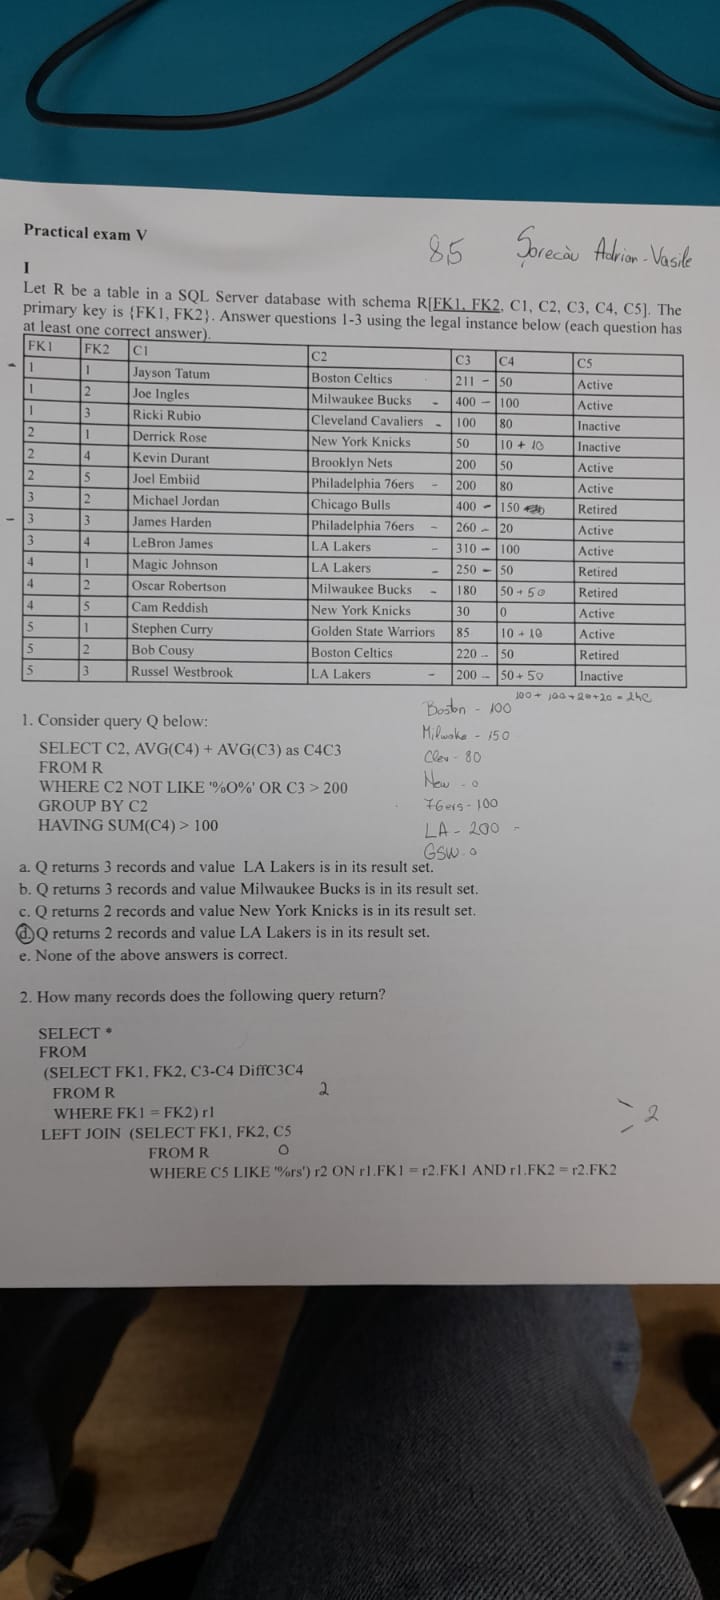 Practical exam V
85 Şorecău Adrian-Vasile
I
Let R be a table in a SQL Server database with schema R[FK1, FK2, C1, C2, C3, C4, C5]. The
primary key is {FK1, FK2}. Answer questions 1-3 using the legal instance below (each question has
at least one correct answer).
FK1 FK2 C1 C2 C3 C4 C5
- 1 1 Jayson Tatum Boston Celtics 211 - 50 Active
1 2 Joe Ingles Milwaukee Bucks - 400 - 100 Active
1 3 Ricki Rubio Cleveland Cavaliers - 100 80 Inactive
2 1 Derrick Rose New York Knicks 50 10 + 10 Inactive
2 4 Kevin Durant Brooklyn Nets 200 50 Active
2 5 Joel Embiid Philadelphia 76ers - 200 80 Active
3 2 Michael Jordan Chicago Bulls 400 - 150 Retired
- 3 3 James Harden Philadelphia 76ers - 260 - 20 Active
3 4 LeBron James LA Lakers - 310 - 100 Active
4 1 Magic Johnson LA Lakers - 250 - 50 Retired
4 2 Oscar Robertson Milwaukee Bucks - 180 50 + 50 Retired
4 5 Cam Reddish New York Knicks 30 0 Active
5 1 Stephen Curry Golden State Warriors 85 10 + 10 Active
5 2 Bob Cousy Boston Celtics 220 - 50 Retired
5 3 Russel Westbrook LA Lakers - 200 - 50 + 50 Inactive
100 + 100 + 20 + 20 = 240
1. Consider query Q below:
SELECT C2, AVG(C4) + AVG(C3) as C4C3
FROM R
WHERE C2 NOT LIKE '%O%' OR C3 > 200
GROUP BY C2
HAVING SUM(C4) > 100
Boston - 100
Milwoke - 150
Clev - 80
New - 0
76ers - 100
LA - 200 -
GSW. 0
a. Q returns 3 records and value LA Lakers is in its result set.
b. Q returns 3 records and value Milwaukee Bucks is in its result set.
c. Q returns 2 records and value New York Knicks is in its result set.
d. Q returns 2 records and value LA Lakers is in its result set.
e. None of the above answers is correct.
2. How many records does the following query return?
SELECT *
FROM
(SELECT FK1, FK2, C3-C4 DiffC3C4
FROM R 2
WHERE FK1 = FK2) r1 2
LEFT JOIN (SELECT FK1, FK2, C5
FROM R 0
WHERE C5 LIKE '%rs') r2 ON r1.FK1 = r2.FK1 AND r1.FK2 = r2.FK2